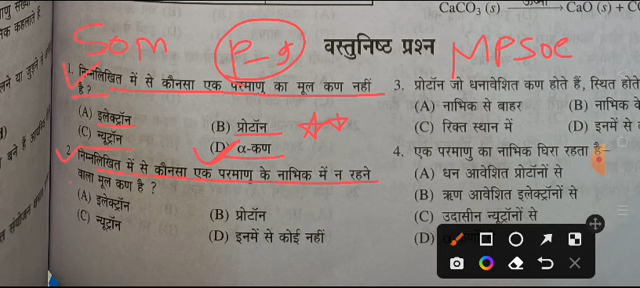 CaCO₃ (s) CaO (s) + C
Som P-5 MPSoe
वस्तुनिष्ठ प्रश्न
1. निम्नलिखित में से कौनसा एक परमाणु का मूल कण नहीं
है ?
(A) इलेक्ट्रॉन
(B) प्रोटॉन
(C) न्यूट्रॉन
(D) α-कण
2. निम्नलिखित में से कौनसा एक परमाणु के नाभिक में न रहने
वाला मूल कण है ?
(A) इलेक्ट्रॉन
(B) प्रोटॉन
(C) न्यूट्रॉन
(D) इनमें से कोई नहीं
3. प्रोटॉन जो धनावेशित कण होते हैं, स्थित होते
(A) नाभिक से बाहर (B) नाभिक के
(C) रिक्त स्थान में (D) इनमें से
4. एक परमाणु का नाभिक घिरा रहता है-
(A) धन आवेशित प्रोटॉनों से
(B) ऋण आवेशित इलेक्ट्रॉनों से
(C) उदासीन न्यूट्रॉनों से
(D)